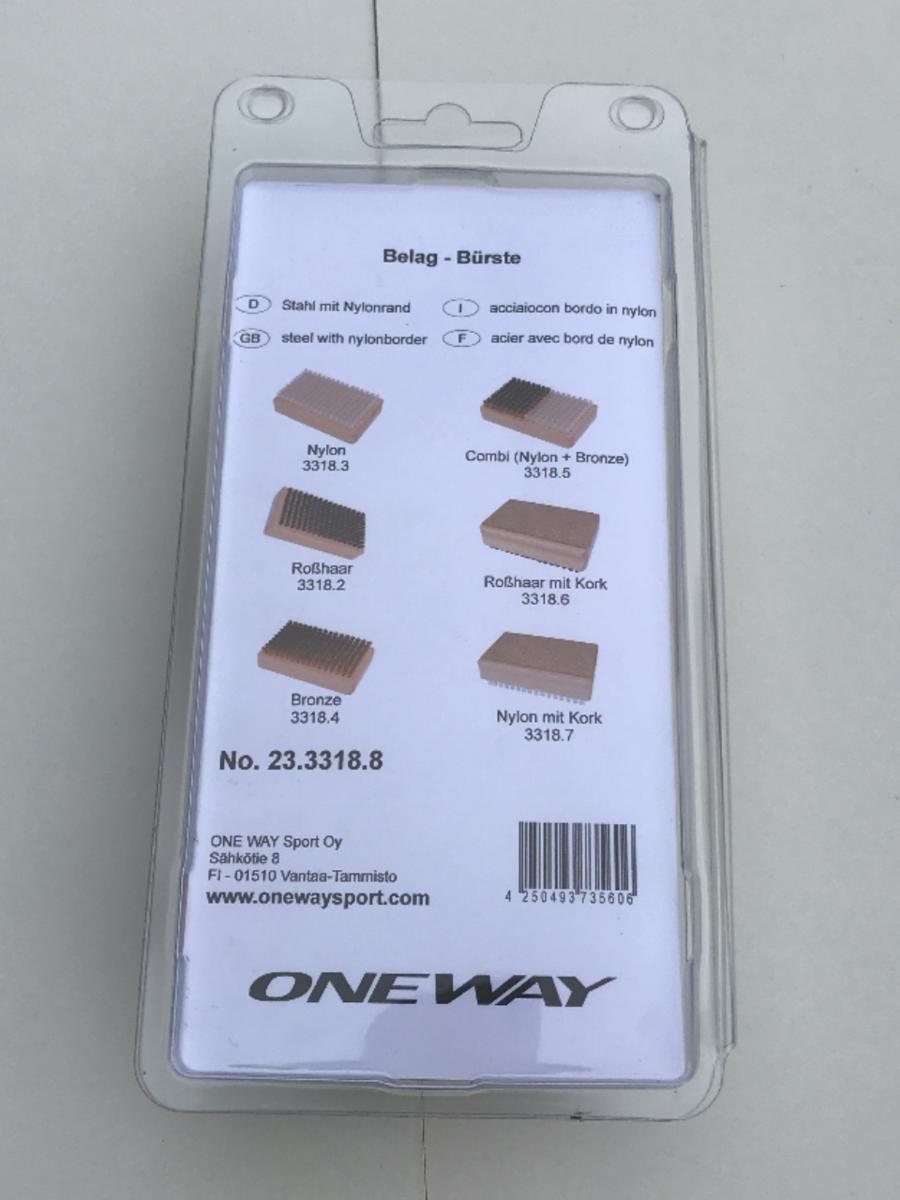 Belag - Bürste
D Stahl mit Nylonrand
I acciaiocon bordo in nylon
GB steel with nylonborder
F acier avec bord de nylon
Nylon
3318.3
Combi (Nylon + Bronze)
3318.5
Roßhaar
3318.2
Roßhaar mit Kork
3318.6
Bronze
3318.4
Nylon mit Kork
3318.7
No. 23.3318.8
ONE WAY Sport Oy
Sähkötie 8
FI - 01510 Vantaa-Tammisto
www.onewaysport.com
4 250493 735606
ONE WAY